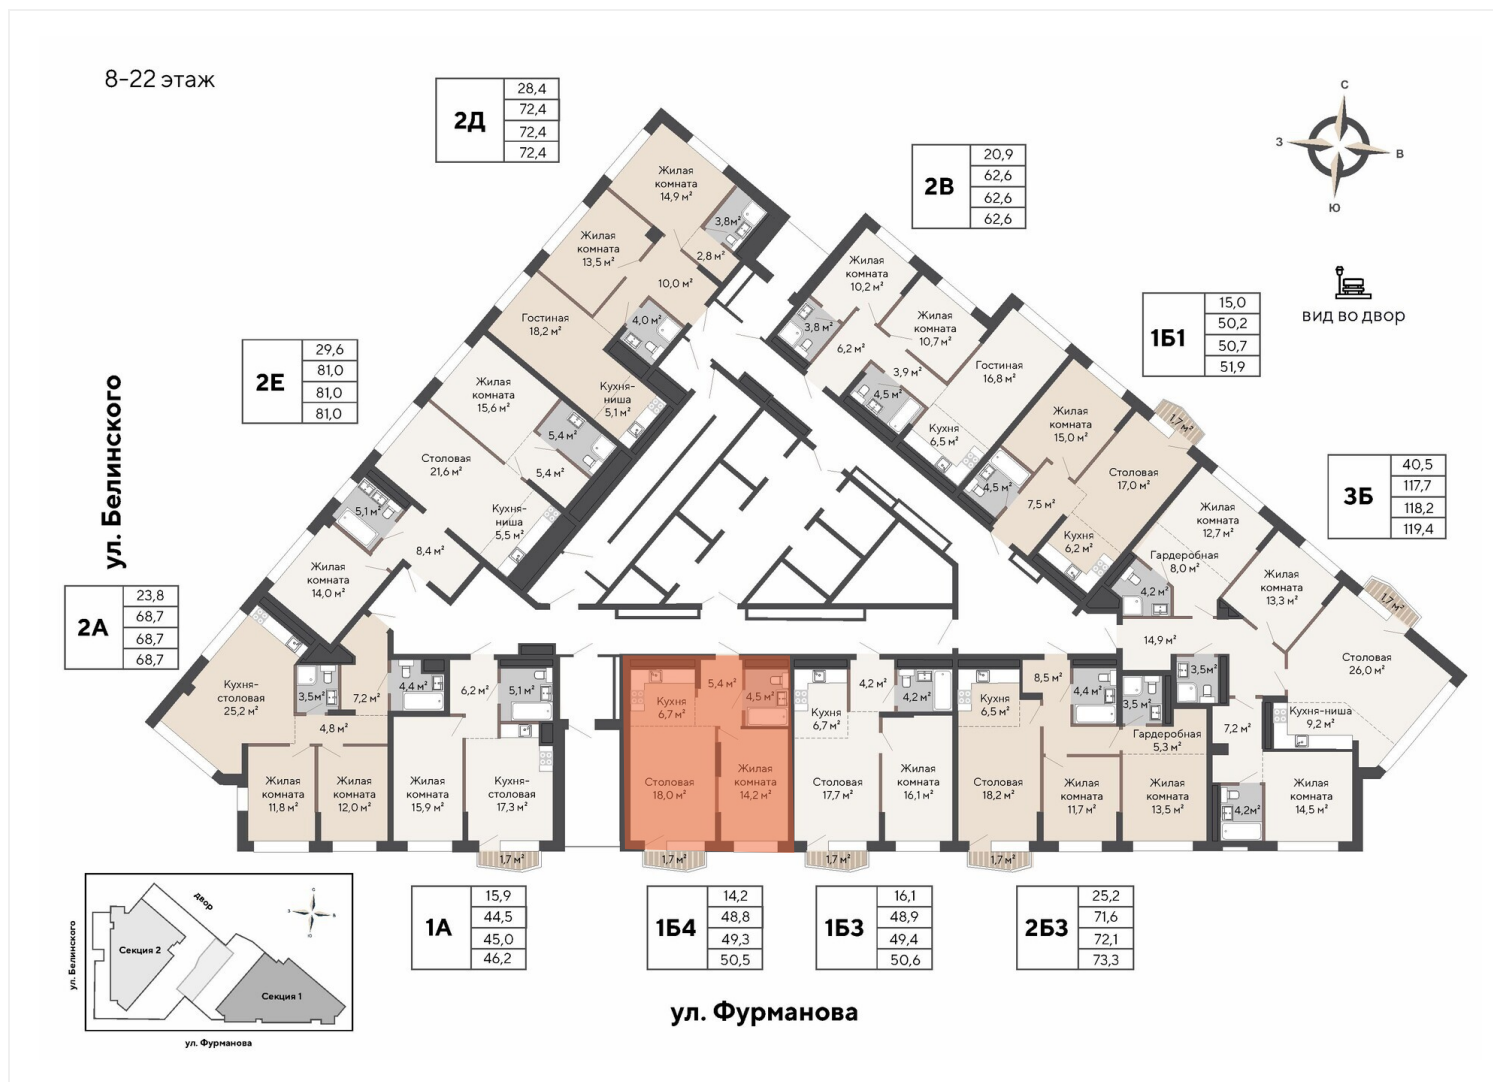 8-22 этаж
2Д
28,4
72,4
72,4
72,4
2В
20,9
62,6
62,6
62,6
С
З
В
Ю
вид во двор
1Б1
15,0
50,2
50,7
51,9
2Е
29,6
81,0
81,0
81,0
3Б
40,5
117,7
118,2
119,4
2А
23,8
68,7
68,7
68,7
ул. Белинского
Жилая
комната
14,9 м²
3,8м²
2,8 м²
Жилая
комната
13,5 м²
10,0 м²
Гостиная
18,2 м²
4,0 м²
Кухня-
ниша
5,1 м²
Жилая
комната
15,6 м²
5,4 м²
5,4 м²
Столовая
21,6 м²
Кухня-
ниша
5,5 м²
5,1 м²
8,4 м²
Жилая
комната
14,0 м²
Жилая
комната
10,2 м²
3,8 м²
6,2 м²
Жилая
комната
10,7 м²
3,9 м²
4,5 м²
Гостиная
16,8 м²
Кухня
6,5 м²
Жилая
комната
15,0 м²
1,7 м²
Столовая
17,0 м²
4,5 м²
7,5 м²
Кухня
6,2 м²
Жилая
комната
12,7 м²
Гардеробная
8,0 м²
4,2 м²
Жилая
комната
13,3 м²
1,7 м²
14,9 м²
Столовая
26,0 м²
3,5м²
7,2 м²
Кухня-ниша
9,2 м²
4,2м²
Жилая
комната
14,5 м²
Кухня-
столовая
25,2 м²
3,5м²
7,2 м²
4,4 м²
4,8 м²
Жилая
комната
11,8 м²
Жилая
комната
12,0 м²
6,2 м²
5,1 м²
Жилая
комната
15,9 м²
Кухня-
столовая
17,3 м²
1,7 м²
5,4 м²
4,5 м²
Кухня
6,7 м²
Столовая
18,0 м²
Жилая
комната
14,2 м²
1,7 м²
4,2 м²
4,2 м²
Кухня
6,7 м²
Столовая
17,7 м²
Жилая
комната
16,1 м²
1,7 м²
8,5 м²
4,4 м²
Кухня
6,5 м²
3,5м²
Гардеробная
5,3 м²
Столовая
18,2 м²
Жилая
комната
11,7 м²
Жилая
комната
13,5 м²
1,7 м²
1А
15,9
44,5
45,0
46,2
1Б4
14,2
48,8
49,3
50,5
1Б3
16,1
48,9
49,4
50,6
2Б3
25,2
71,6
72,1
73,3
ул. Фурманова
двор
С
З
В
Ю
Секция 2
Секция 1
ул. Белинского
ул. Фурманова